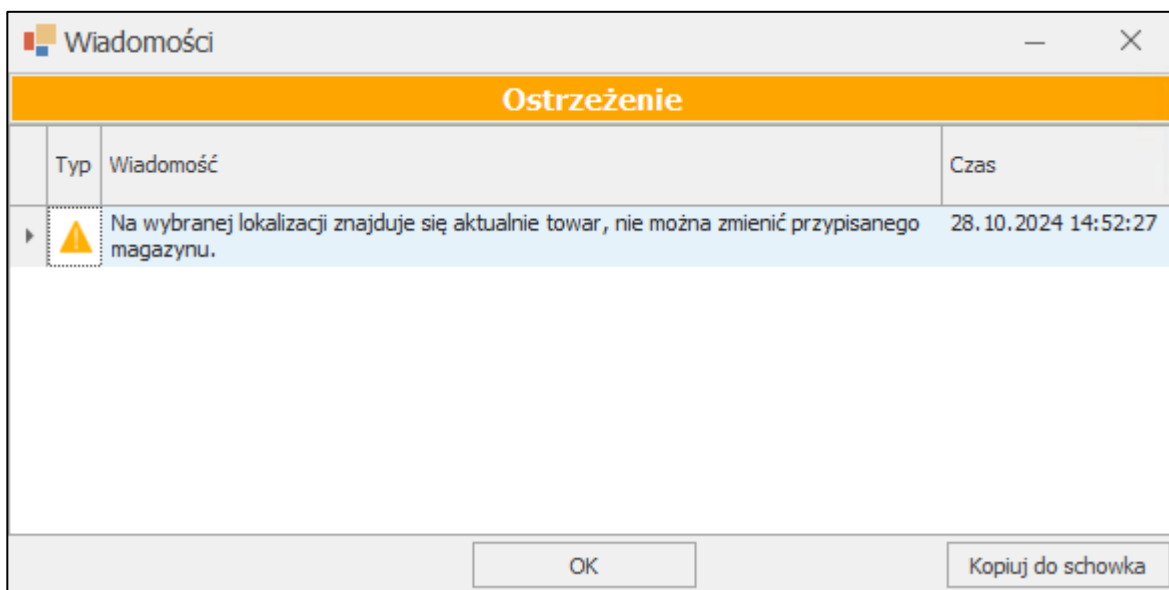 Wiadomości
Ostrzeżenie
Typ Wiadomość Czas
Na wybranej lokalizacji znajduje się aktualnie towar, nie można zmienić przypisanego 28.10.2024 14:52:27
magazynu.
OK Kopiuj do schowka